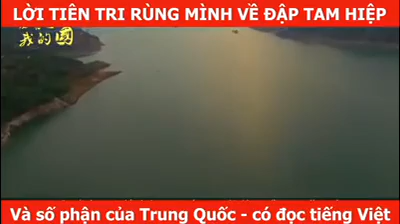 LỜI TIÊN TRI RÙNG MÌNH VỀ ĐẬP TAM HIỆP
我的國
Và số phận của Trung Quốc - có đọc tiếng Việt